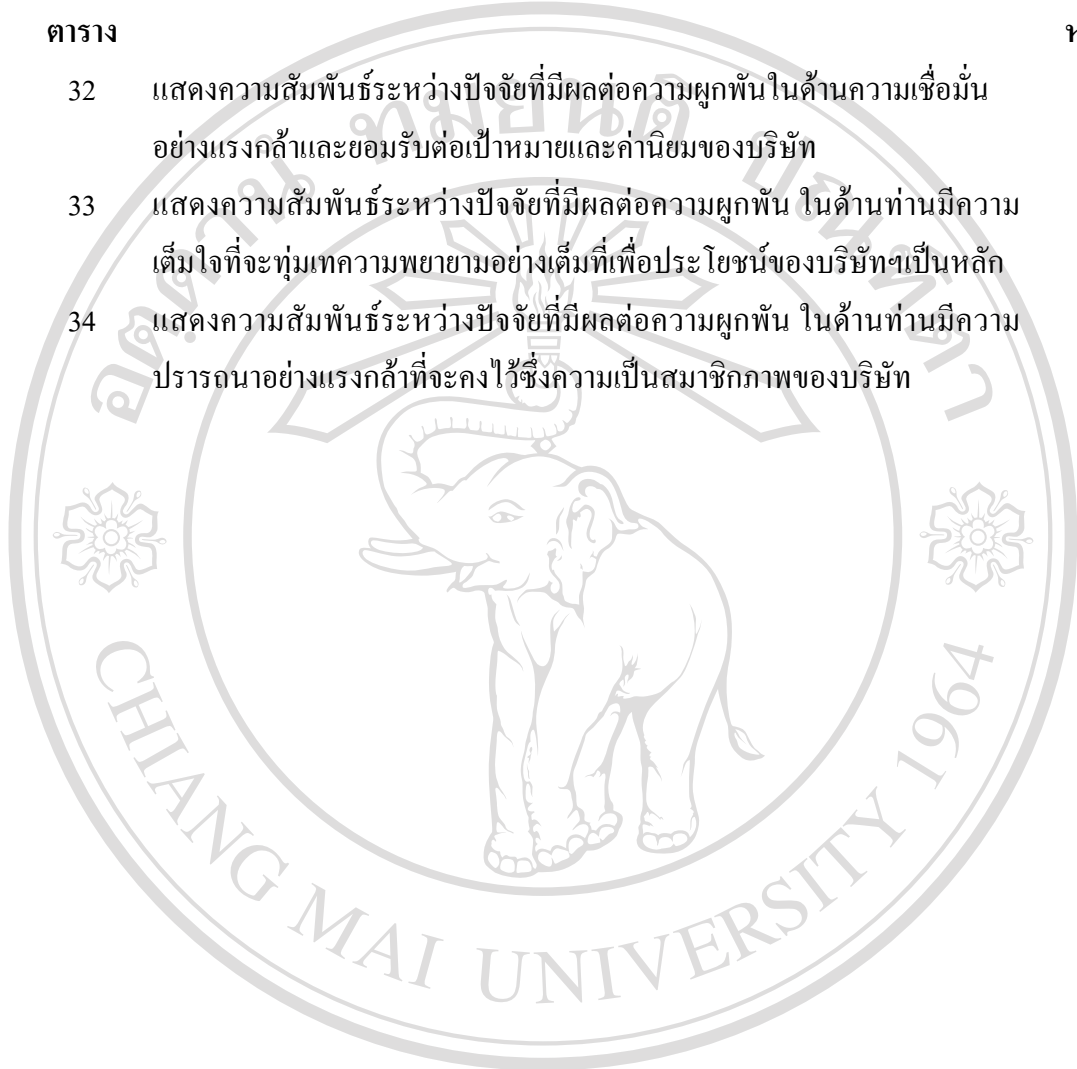 ตาราง
32 แสดงความสัมพันธ์ระหว่างปัจจัยที่มีผลต่อความผูกพันในด้านความเชื่อมั่น
อย่างแรงกล้าและยอมรับต่อเป้าหมายและค่านิยมของบริษัท
33 แสดงความสัมพันธ์ระหว่างปัจจัยที่มีผลต่อความผูกพัน ในด้านท่านมีความ
เต็มใจที่จะทุ่มเทความพยายามอย่างเต็มที่เพื่อประโยชน์ของบริษัทฯเป็นหลัก
34 แสดงความสัมพันธ์ระหว่างปัจจัยที่มีผลต่อความผูกพัน ในด้านท่านมีความ
ปรารถนาอย่างแรงกล้าที่จะคงไว้ซึ่งความเป็นสมาชิกภาพของบริษัท
อตฺตานํ ทมยนฺติ ปณฺฑิตา
CHIANG MAI UNIVERSITY 1964